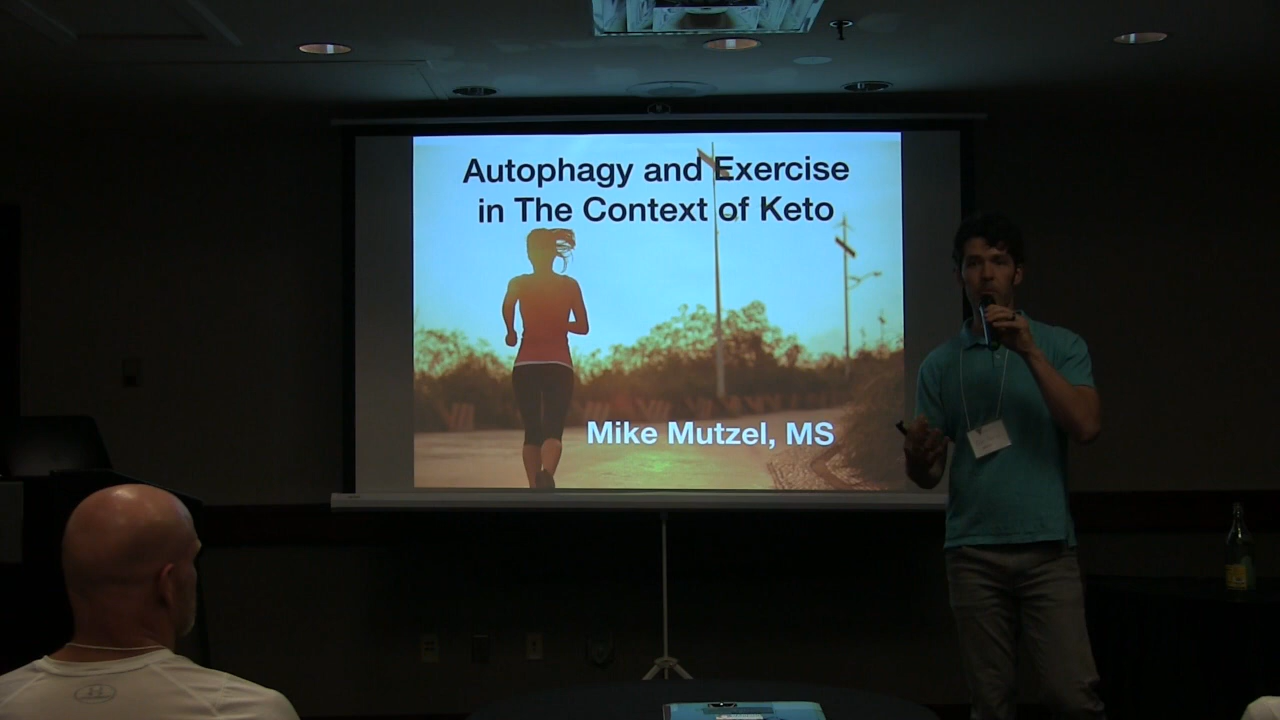 Autophagy and Exercise
in The Context of Keto
Mike Mutzel, MS